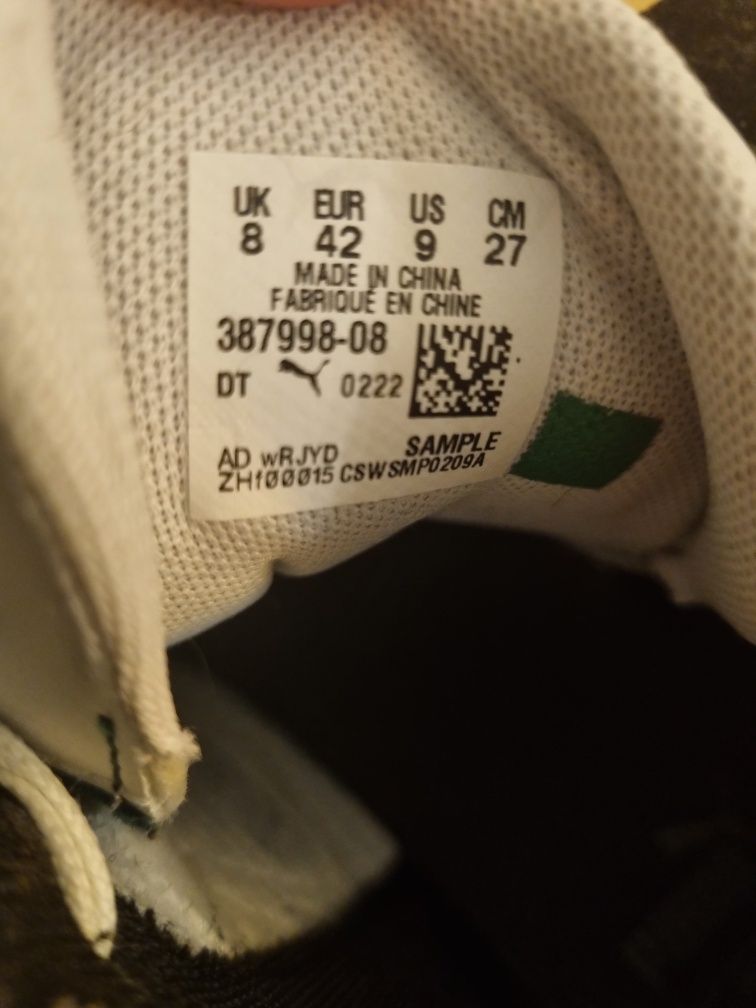 UK EUR US CM
8 42 9 27
MADE IN CHINA
FABRIQUÉ EN CHINE
387998-08
DT 0222
SAMPLE
AD wRJYD
ZH100015 CSWSMP0209A